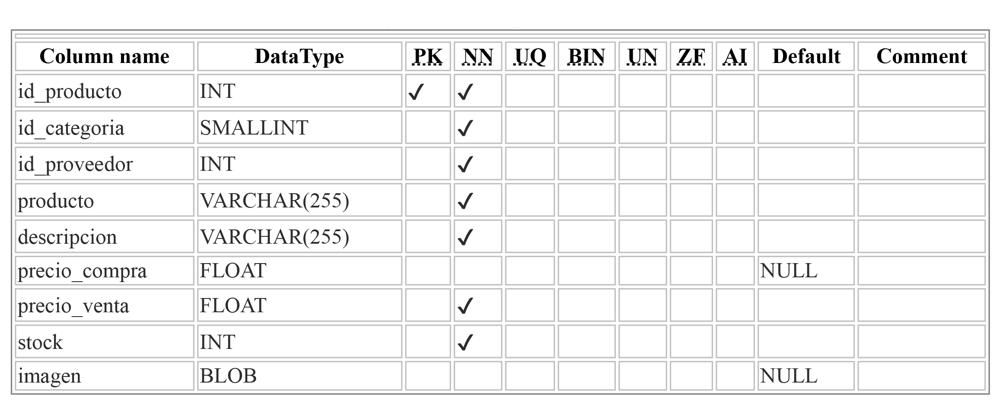 Column name DataType PK NN UQ BIN UN ZF AI Default Comment
id_producto INT ✓ ✓
id_categoria SMALLINT ✓
id_proveedor INT ✓
producto VARCHAR(255) ✓
descripcion VARCHAR(255) ✓
precio_compra FLOAT NULL
precio_venta FLOAT ✓
stock INT ✓
imagen BLOB NULL